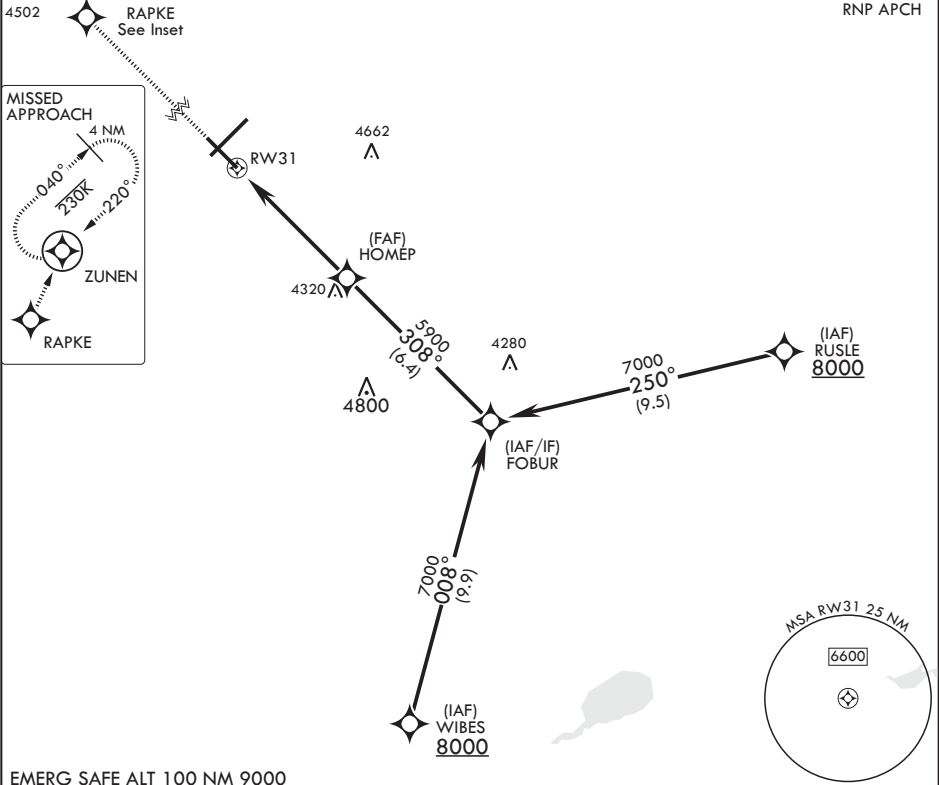 4502
RAPKE
See Inset
RNP APCH
MISSED
APPROACH
4 NM
040°
230K
220°
ZUNEN
RAPKE
RW31
4662
(FAF)
HOMEP
4320
5900
308°
(6.4)
4280
4800
7000
250°
(9.5)
(IAF)
RUSLE
8000
(IAF/IF)
FOBUR
7000
008°
(9.9)
(IAF)
WIBES
8000
MSA RW31 25 NM
6600
EMERG SAFE ALT 100 NM 9000